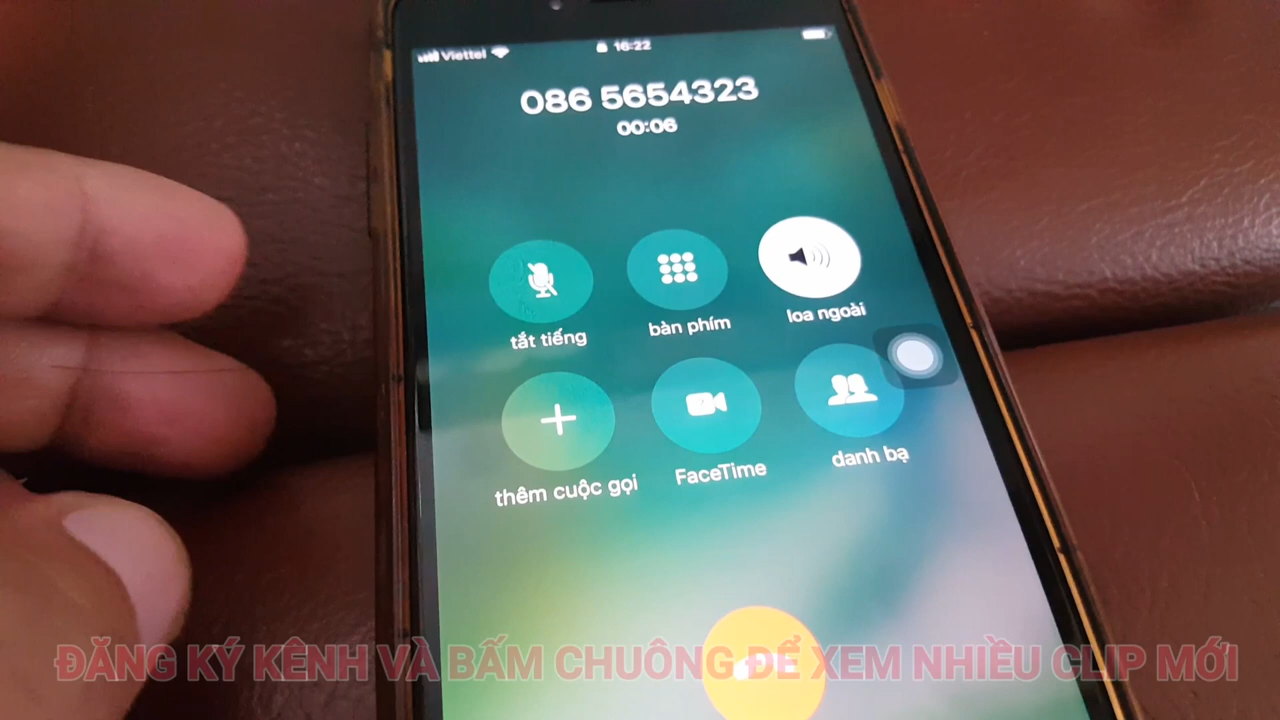 Viettel 16:22
086 5654323
00:06
tắt tiếng bàn phím loa ngoài
thêm cuộc gọi FaceTime danh bạ
ĐĂNG KÝ KÊNH VÀ BẤM CHUÔNG ĐỂ XEM NHIỀU CLIP MỚI